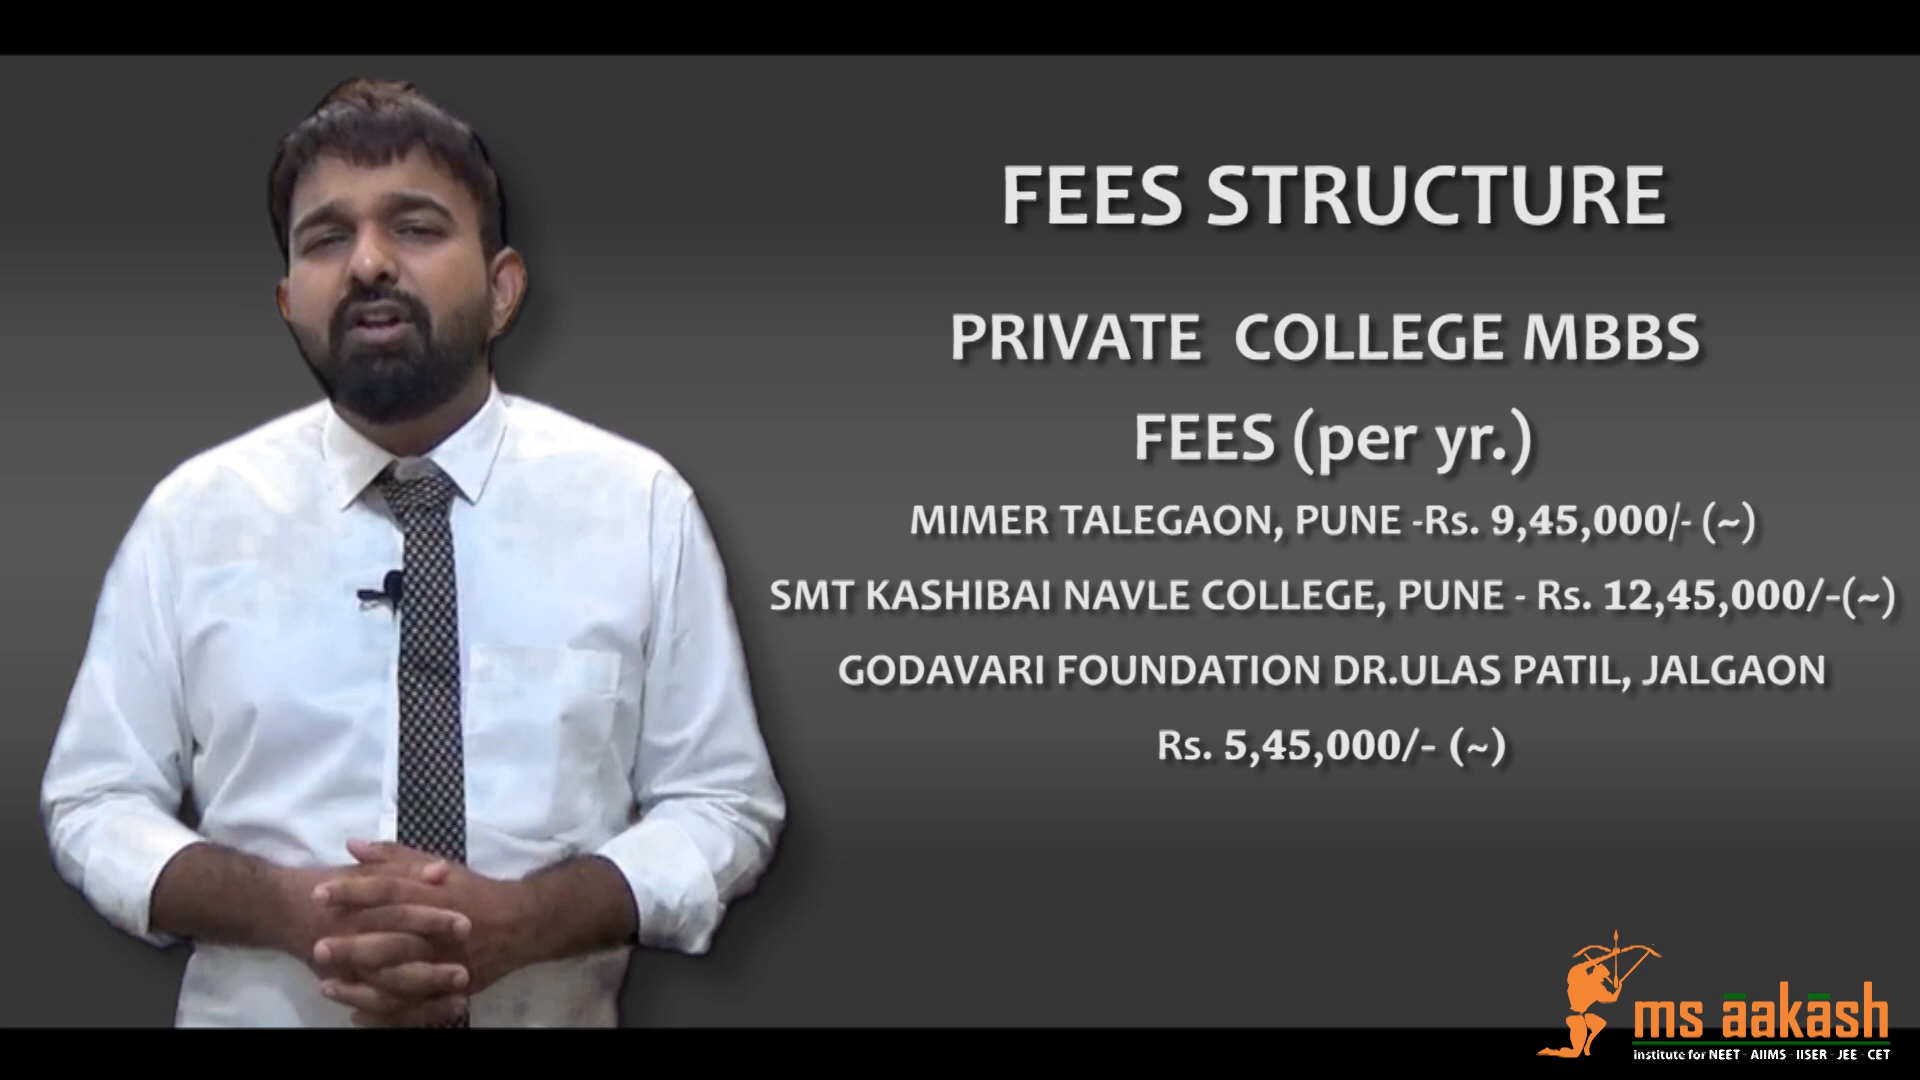 FEES STRUCTURE
PRIVATE COLLEGE MBBS
FEES (per yr.)
MIMER TALEGAON, PUNE -Rs. 9,45,000/- (~)
SMT KASHIBAI NAVLE COLLEGE, PUNE - Rs. 12,45,000/-(~)
GODAVARI FOUNDATION DR.ULAS PATIL, JALGAON
Rs. 5,45,000/- (~)
ms āakāsh
institute for NEET · AIIMS · IISER · JEE · CET